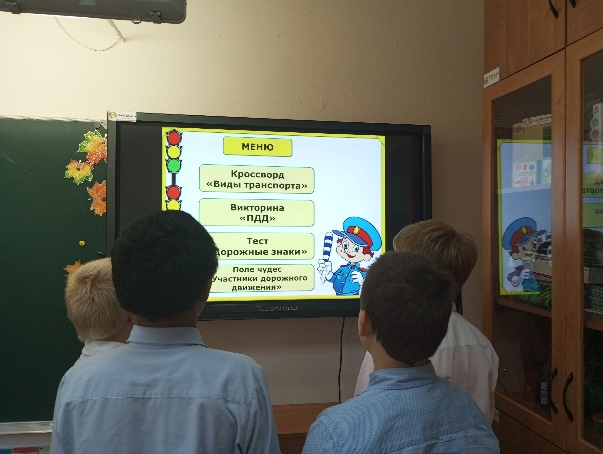 МЕНЮ
Кроссворд
«Виды транспорта»
Викторина
«ПДД»
Тест
дорожные знаки»
Поле чудес
Участники дорожного
движения»